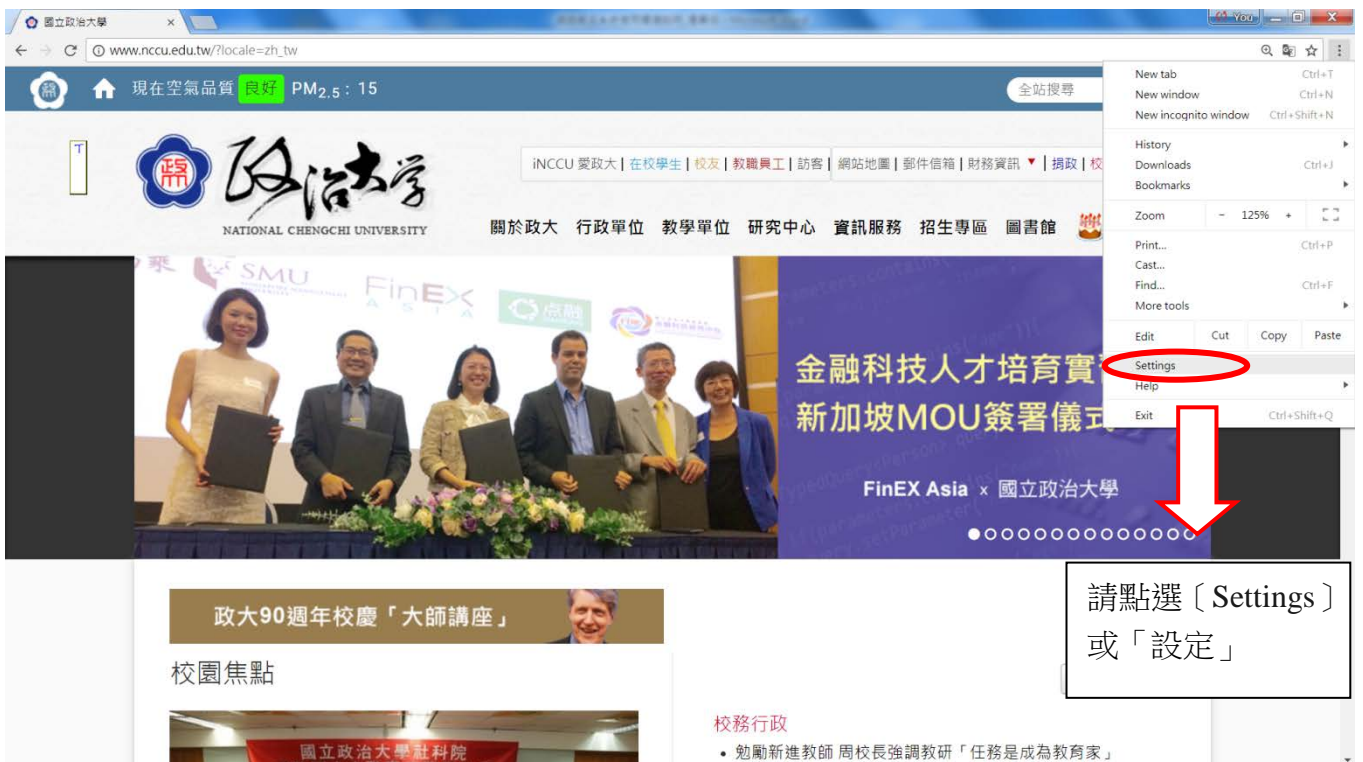 國立政治大學
You
www.nccu.edu.tw/?locale=zh_tw
現在空氣品質 良好 PM2.5：15
全站搜尋
New tab Ctrl+T
New window Ctrl+N
New incognito window Ctrl+Shift+N
History
Downloads Ctrl+J
Bookmarks
Zoom - 125% +
Print... Ctrl+P
Cast...
Find... Ctrl+F
More tools
Edit Cut Copy Paste
Settings
Help
Exit Ctrl+Shift+Q
政治大学
NATIONAL CHENGCHI UNIVERSITY
iNCCU 愛政大 | 在校學生 | 校友 | 教職員工 | 訪客 | 網站地圖 | 郵件信箱 | 財務資訊 ▼ | 捐政 | 校
關於政大 行政單位 教學單位 研究中心 資訊服務 招生專區 圖書館
SMU
FinEX
ASIA
点融
金融科技人才培育實
新加坡MOU簽署儀式
FinEX Asia × 國立政治大學
請點選〔Settings〕
或「設定」
政大90週年校慶「大師講座」
校園焦點
國立政治大學社科院
校務行政
• 勉勵新進教師 周校長強調教研「任務是成為教育家」